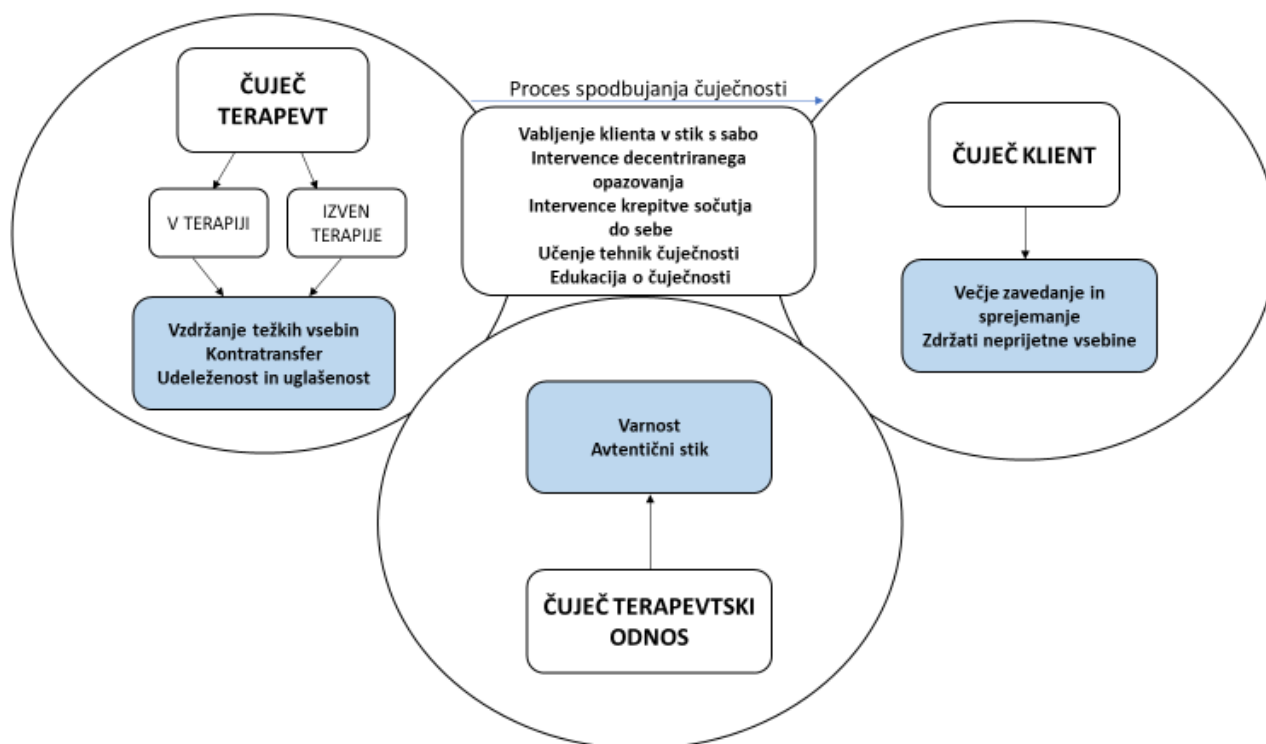 ČUJEČ
TERAPEVT
V TERAPIJI
IZVEN
TERAPIJE
Vzdržanje težkih vsebin
Kontratransfer
Udeleženost in uglašenost
Proces spodbujanja čuječnosti
Vabljenje klienta v stik s sabo
Intervence decentriranega
opazovanja
Intervence krepitve sočutja
do sebe
Učenje tehnik čuječnosti
Edukacija o čuječnosti
ČUJEČ KLIENT
Večje zavedanje in
sprejemanje
Zdržati neprijetne vsebine
Varnost
Avtentični stik
ČUJEČ TERAPEVTSKI
ODNOS